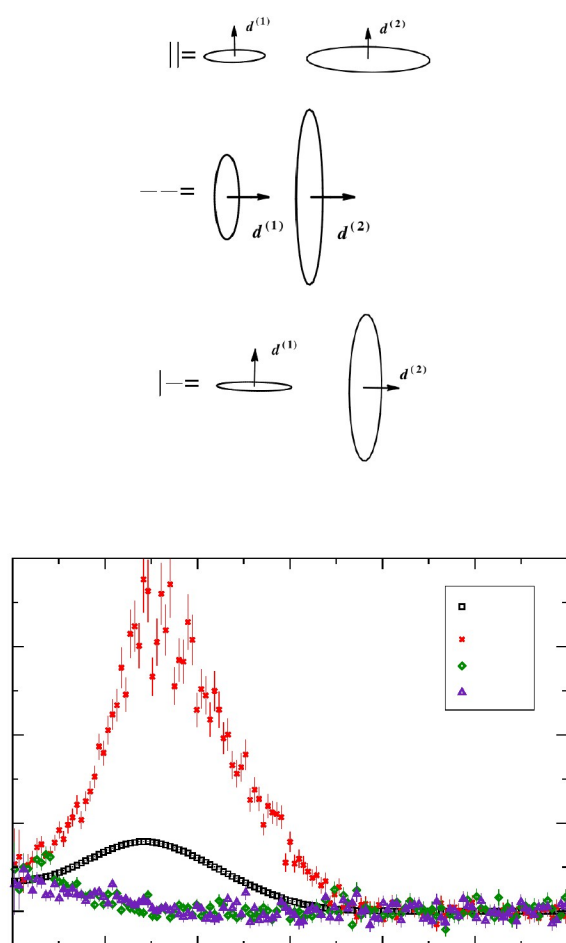 d(1) d(2)
||=
——=
d(1) d(2)
d(1)
|—= d(2)